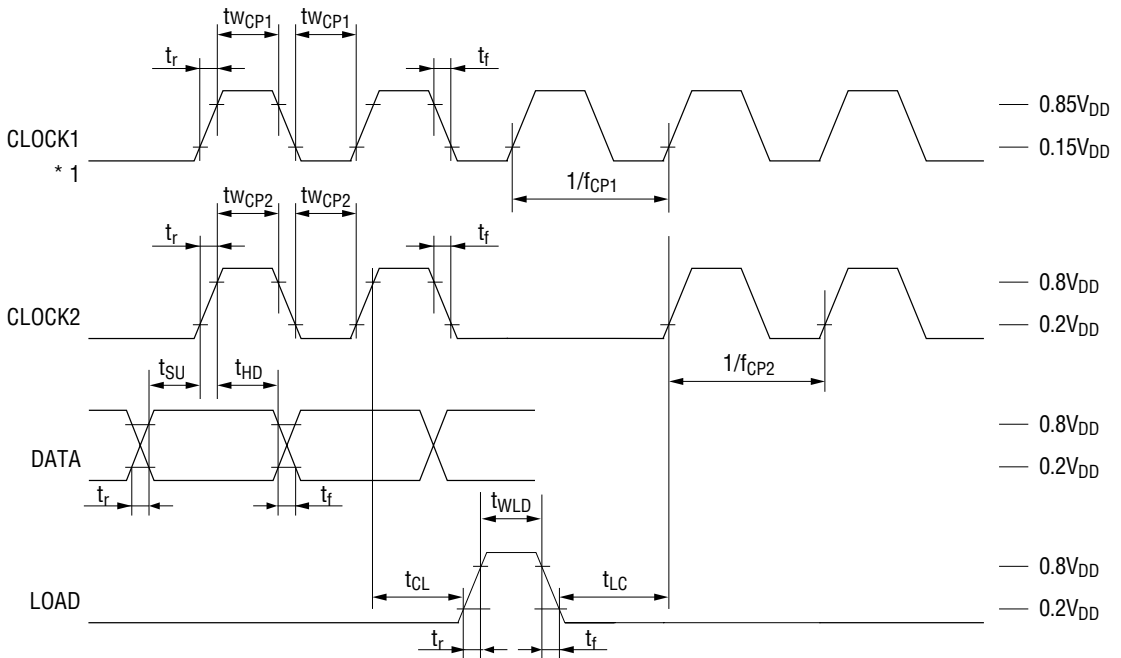 twCP1 twCP1
tr tf
CLOCK1
* 1
0.85VDD
0.15VDD
1/fCP1
twCP2 twCP2
tr tf
CLOCK2
0.8VDD
0.2VDD
1/fCP2
tSU tHD
DATA
0.8VDD
0.2VDD
tr tf
tWLD
tCL tLC
LOAD
0.8VDD
0.2VDD
tr tf